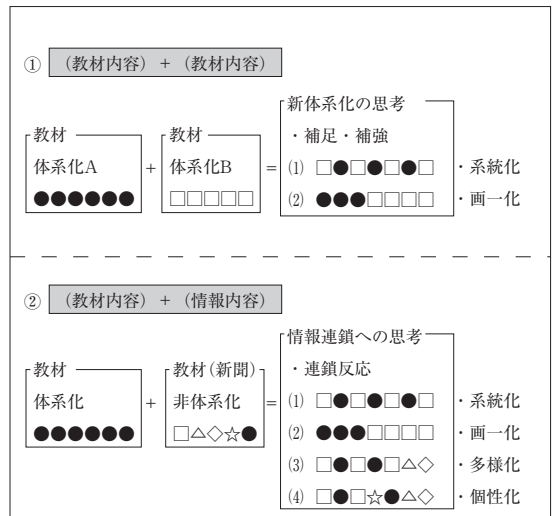 ① （教材内容） + （教材内容）
新体系化の思考
・補足・補強
教材 教材
体系化A + 体系化B = (1) □●□●□●□ ・系統化
●●●●●● □□□□□ (2) ●●●□□□□ ・画一化
② （教材内容） + （情報内容）
情報連鎖への思考
教材 教材(新聞) ・連鎖反応
体系化 + 非体系化 = (1) □●□●□●□ ・系統化
●●●●●● □△◇☆● (2) ●●●□□□□ ・画一化
(3) □●□●□△◇ ・多様化
(4) □●□☆●△◇ ・個性化